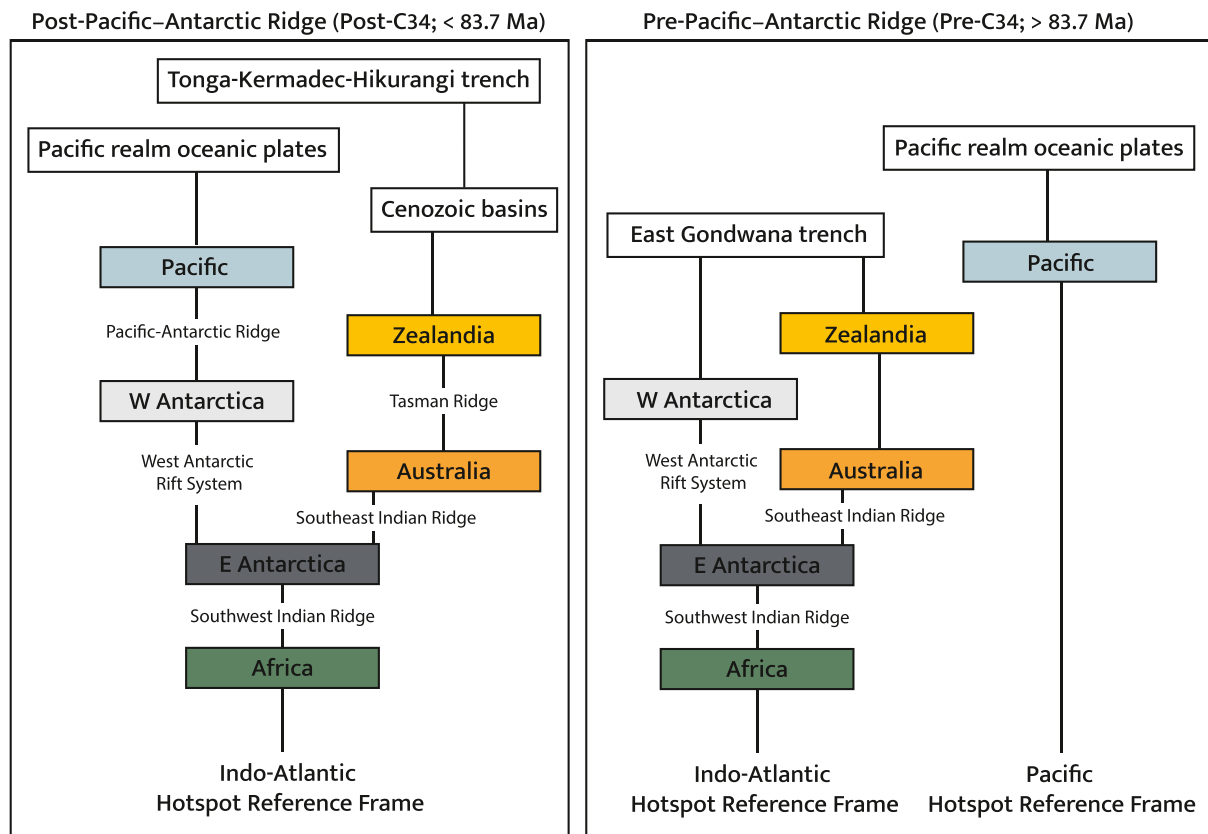 Post-Pacific–Antarctic Ridge (Post-C34; < 83.7 Ma)
Tonga-Kermadec-Hikurangi trench
Pacific realm oceanic plates
Cenozoic basins
Pacific
Pacific-Antarctic Ridge
Zealandia
W Antarctica
Tasman Ridge
West Antarctic
Rift System
Australia
Southeast Indian Ridge
E Antarctica
Southwest Indian Ridge
Africa
Indo-Atlantic
Hotspot Reference Frame
Pre-Pacific–Antarctic Ridge (Pre-C34; > 83.7 Ma)
Pacific realm oceanic plates
East Gondwana trench
Pacific
Zealandia
W Antarctica
West Antarctic
Rift System
Australia
Southeast Indian Ridge
E Antarctica
Southwest Indian Ridge
Africa
Indo-Atlantic
Hotspot Reference Frame
Pacific
Hotspot Reference Frame